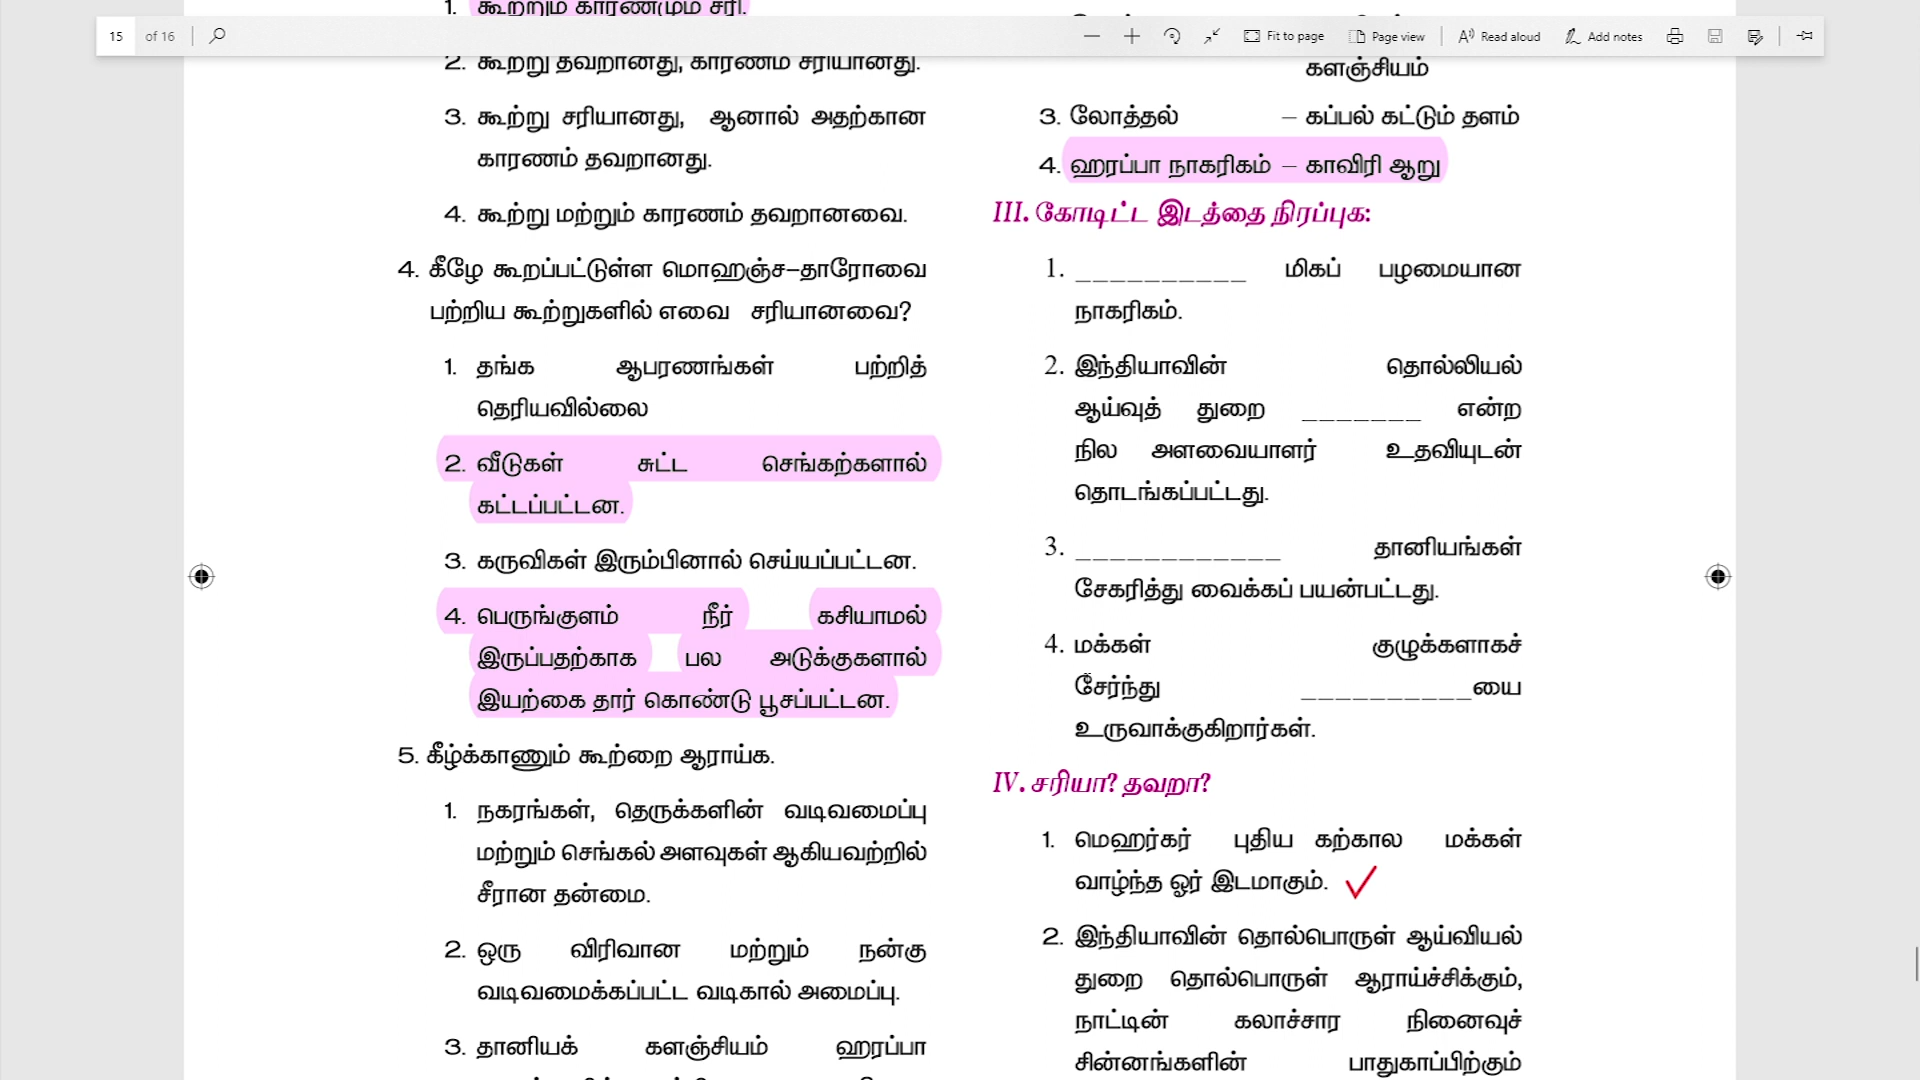 1. கூற்றும் காரணமும் சரி.
15 of 16 Fit to page Page view Read aloud Add notes
2. கூற்று தவறானது, காரணம் சரியானது.
3. கூற்று சரியானது, ஆனால் அதற்கான
காரணம் தவறானது.
4. கூற்று மற்றும் காரணம் தவறானவை.
4. கீழே கூறப்பட்டுள்ள மொஹஞ்ச–தாரோவை
பற்றிய கூற்றுகளில் எவை சரியானவை?
1. தங்க ஆபரணங்கள் பற்றித்
தெரியவில்லை
2. வீடுகள் சுட்ட செங்கற்களால்
கட்டப்பட்டன.
3. கருவிகள் இரும்பினால் செய்யப்பட்டன.
4. பெருங்குளம் நீர் கசியாமல்
இருப்பதற்காக பல அடுக்குகளால்
இயற்கை தார் கொண்டு பூசப்பட்டன.
5. கீழ்க்காணும் கூற்றை ஆராய்க.
1. நகரங்கள், தெருக்களின் வடிவமைப்பு
மற்றும் செங்கல் அளவுகள் ஆகியவற்றில்
சீரான தன்மை.
2. ஒரு விரிவான மற்றும் நன்கு
வடிவமைக்கப்பட்ட வடிகால் அமைப்பு.
3. தானியக் களஞ்சியம் ஹரப்பா
களஞ்சியம்
3. லோத்தல் – கப்பல் கட்டும் தளம்
4. ஹரப்பா நாகரிகம் – காவிரி ஆறு
III. கோடிட்ட இடத்தை நிரப்புக:
1. __________ மிகப் பழமையான
நாகரிகம்.
2. இந்தியாவின் தொல்லியல்
ஆய்வுத் துறை _______ என்ற
நில அளவையாளர் உதவியுடன்
தொடங்கப்பட்டது.
3. ____________ தானியங்கள்
சேகரித்து வைக்கப் பயன்பட்டது.
4. மக்கள் குழுக்களாகச்
சேர்ந்து __________யை
உருவாக்குகிறார்கள்.
IV. சரியா? தவறா?
1. மெஹர்கர் புதிய கற்கால மக்கள்
வாழ்ந்த ஓர் இடமாகும். ✓
2. இந்தியாவின் தொல்பொருள் ஆய்வியல்
துறை தொல்பொருள் ஆராய்ச்சிக்கும்,
நாட்டின் கலாச்சார நினைவுச்
சின்னங்களின் பாதுகாப்பிற்கும்